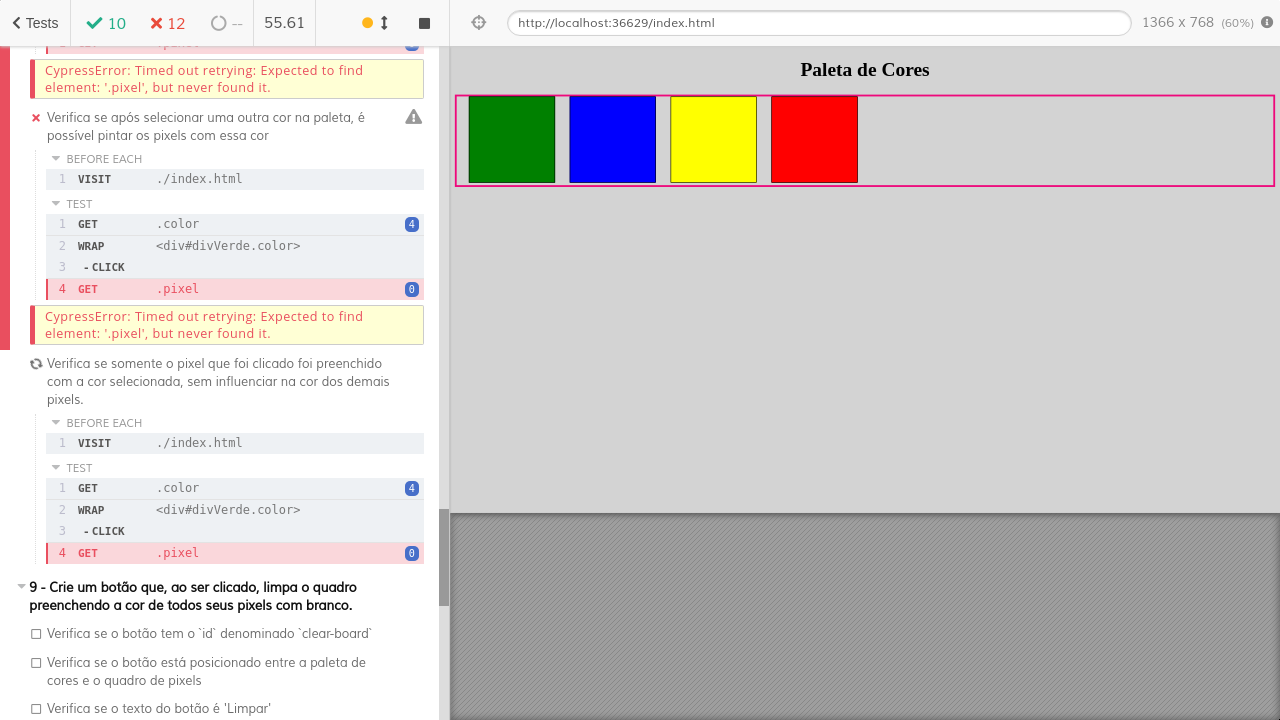 Tests
10
12
--
55.61
http://localhost:36629/index.html
1366 x 768 (60%)
CypressError: Timed out retrying: Expected to find
element: '.pixel', but never found it.
Verifica se após selecionar uma outra cor na paleta, é
possível pintar os pixels com essa cor
BEFORE EACH
1 VISIT ./index.html
TEST
1 GET .color 4
2 WRAP <div#divVerde.color>
3 - CLICK
4 GET .pixel 0
CypressError: Timed out retrying: Expected to find
element: '.pixel', but never found it.
Verifica se somente o pixel que foi clicado foi preenchido
com a cor selecionada, sem influenciar na cor dos demais
pixels.
BEFORE EACH
1 VISIT ./index.html
TEST
1 GET .color 4
2 WRAP <div#divVerde.color>
3 - CLICK
4 GET .pixel 0
9 - Crie um botão que, ao ser clicado, limpa o quadro
preenchendo a cor de todos seus pixels com branco.
Verifica se o botão tem o `id` denominado `clear-board`
Verifica se o botão está posicionado entre a paleta de
cores e o quadro de pixels
Verifica se o texto do botão é 'Limpar'
Paleta de Cores